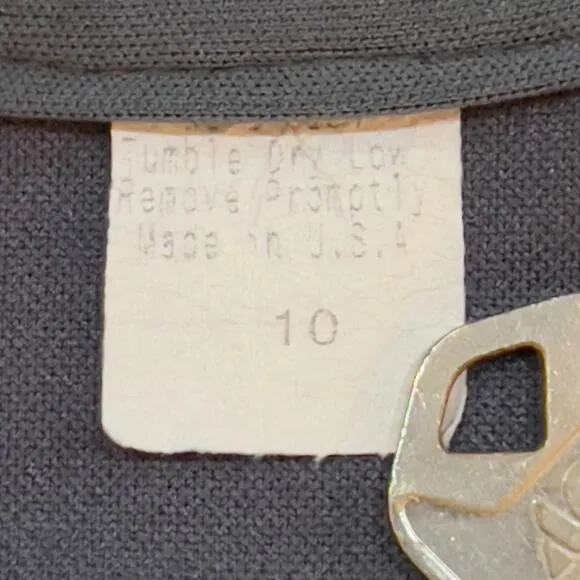 Tumble Dry Low
Remove Promptly
Made in U.S.A
10